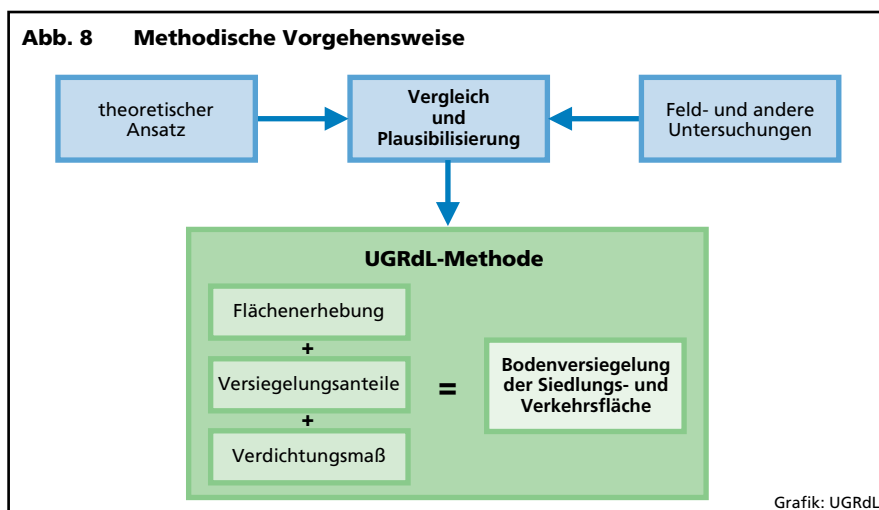 Abb. 8 Methodische Vorgehensweise
theoretischer
Ansatz
Vergleich
und
Plausibilisierung
Feld- und andere
Untersuchungen
UGRdL-Methode
Flächenerhebung
+
Versiegelungsanteile
+
Verdichtungsmaß
=
Bodenversiegelung
der Siedlungs- und
Verkehrsfläche
Grafik: UGRdL